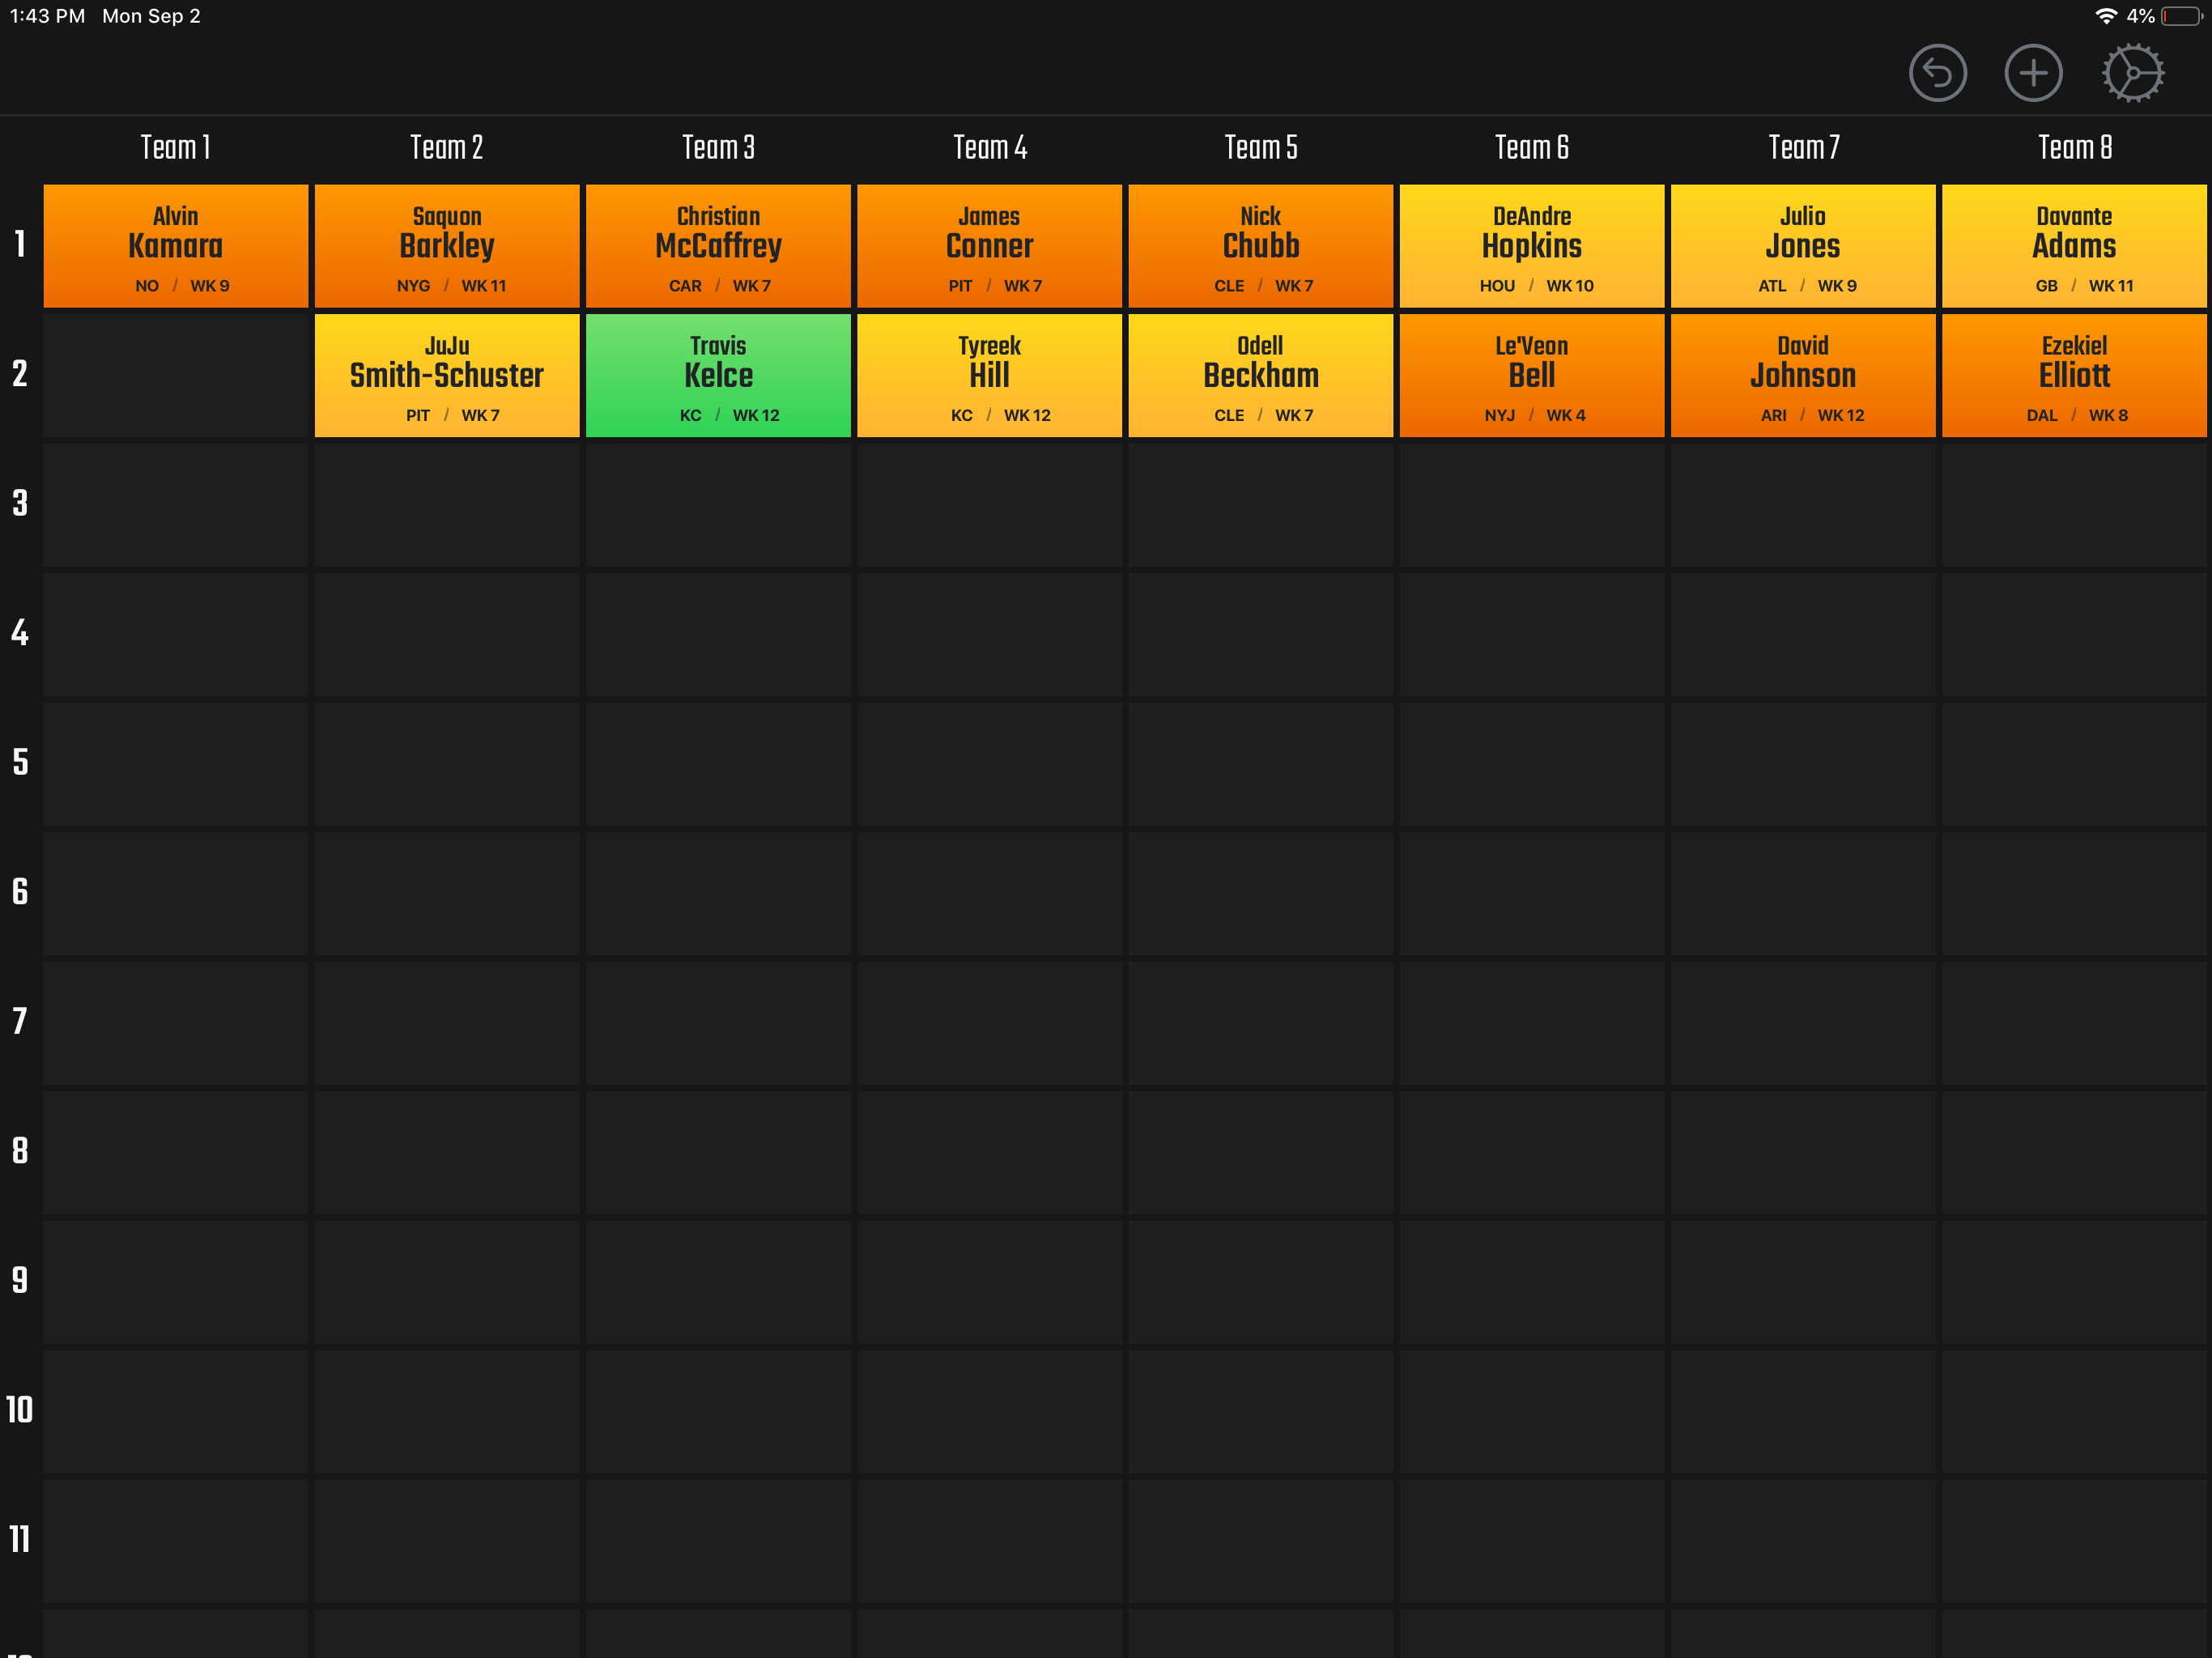 1:43 PM Mon Sep 2 4%
Team 1 Team 2 Team 3 Team 4 Team 5 Team 6 Team 7 Team 8
1
Alvin
Kamara
NO / WK 9
Saquon
Barkley
NYG / WK 11
Christian
McCaffrey
CAR / WK 7
James
Conner
PIT / WK 7
Nick
Chubb
CLE / WK 7
DeAndre
Hopkins
HOU / WK 10
Julio
Jones
ATL / WK 9
Davante
Adams
GB / WK 11
2
JuJu
Smith-Schuster
PIT / WK 7
Travis
Kelce
KC / WK 12
Tyreek
Hill
KC / WK 12
Odell
Beckham
CLE / WK 7
Le'Veon
Bell
NYJ / WK 4
David
Johnson
ARI / WK 12
Ezekiel
Elliott
DAL / WK 8
3
4
5
6
7
8
9
10
11